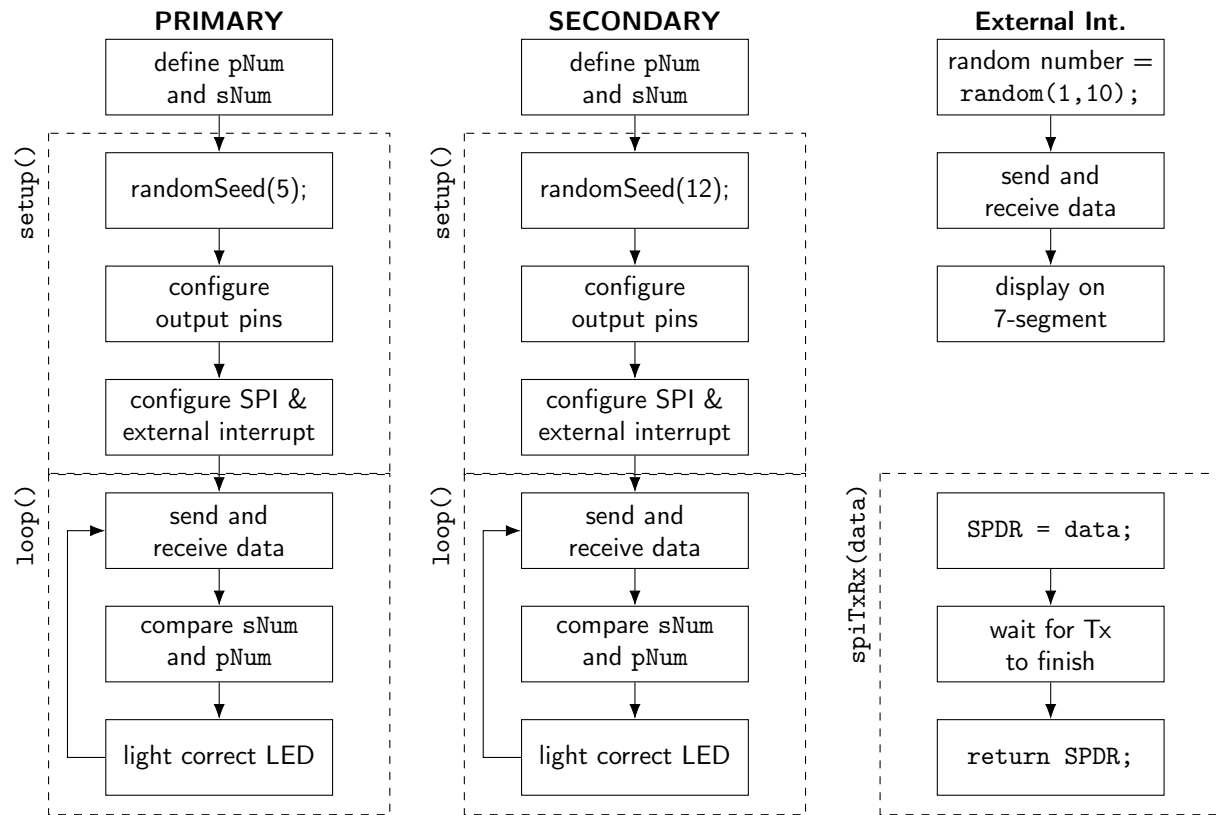 PRIMARY
define pNum
and sNum
setup()
randomSeed(5);
configure
output pins
configure SPI &
external interrupt
loop()
send and
receive data
compare sNum
and pNum
light correct LED
SECONDARY
define pNum
and sNum
setup()
randomSeed(12);
configure
output pins
configure SPI &
external interrupt
loop()
send and
receive data
compare sNum
and pNum
light correct LED
External Int.
random number =
random(1,10);
send and
receive data
display on
7-segment
spiTxRx(data)
SPDR = data;
wait for Tx
to finish
return SPDR;